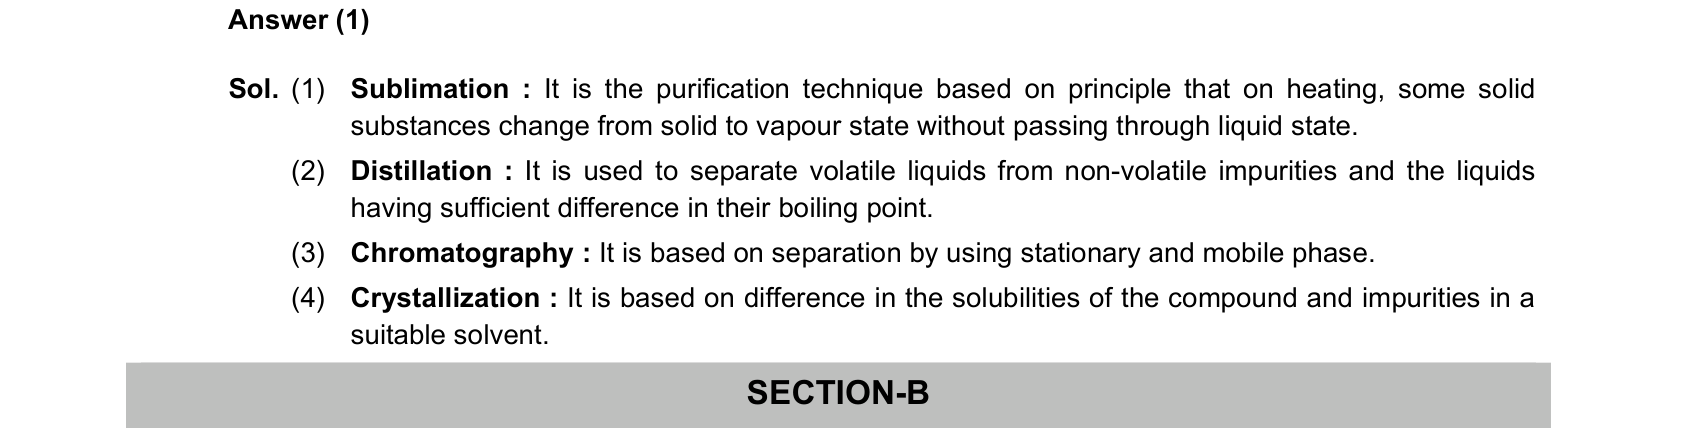 Answer (1)
Sol. (1) Sublimation : It is the purification technique based on principle that on heating, some solid
substances change from solid to vapour state without passing through liquid state.
(2) Distillation : It is used to separate volatile liquids from non-volatile impurities and the liquids
having sufficient difference in their boiling point.
(3) Chromatography : It is based on separation by using stationary and mobile phase.
(4) Crystallization : It is based on difference in the solubilities of the compound and impurities in a
suitable solvent.
SECTION-B